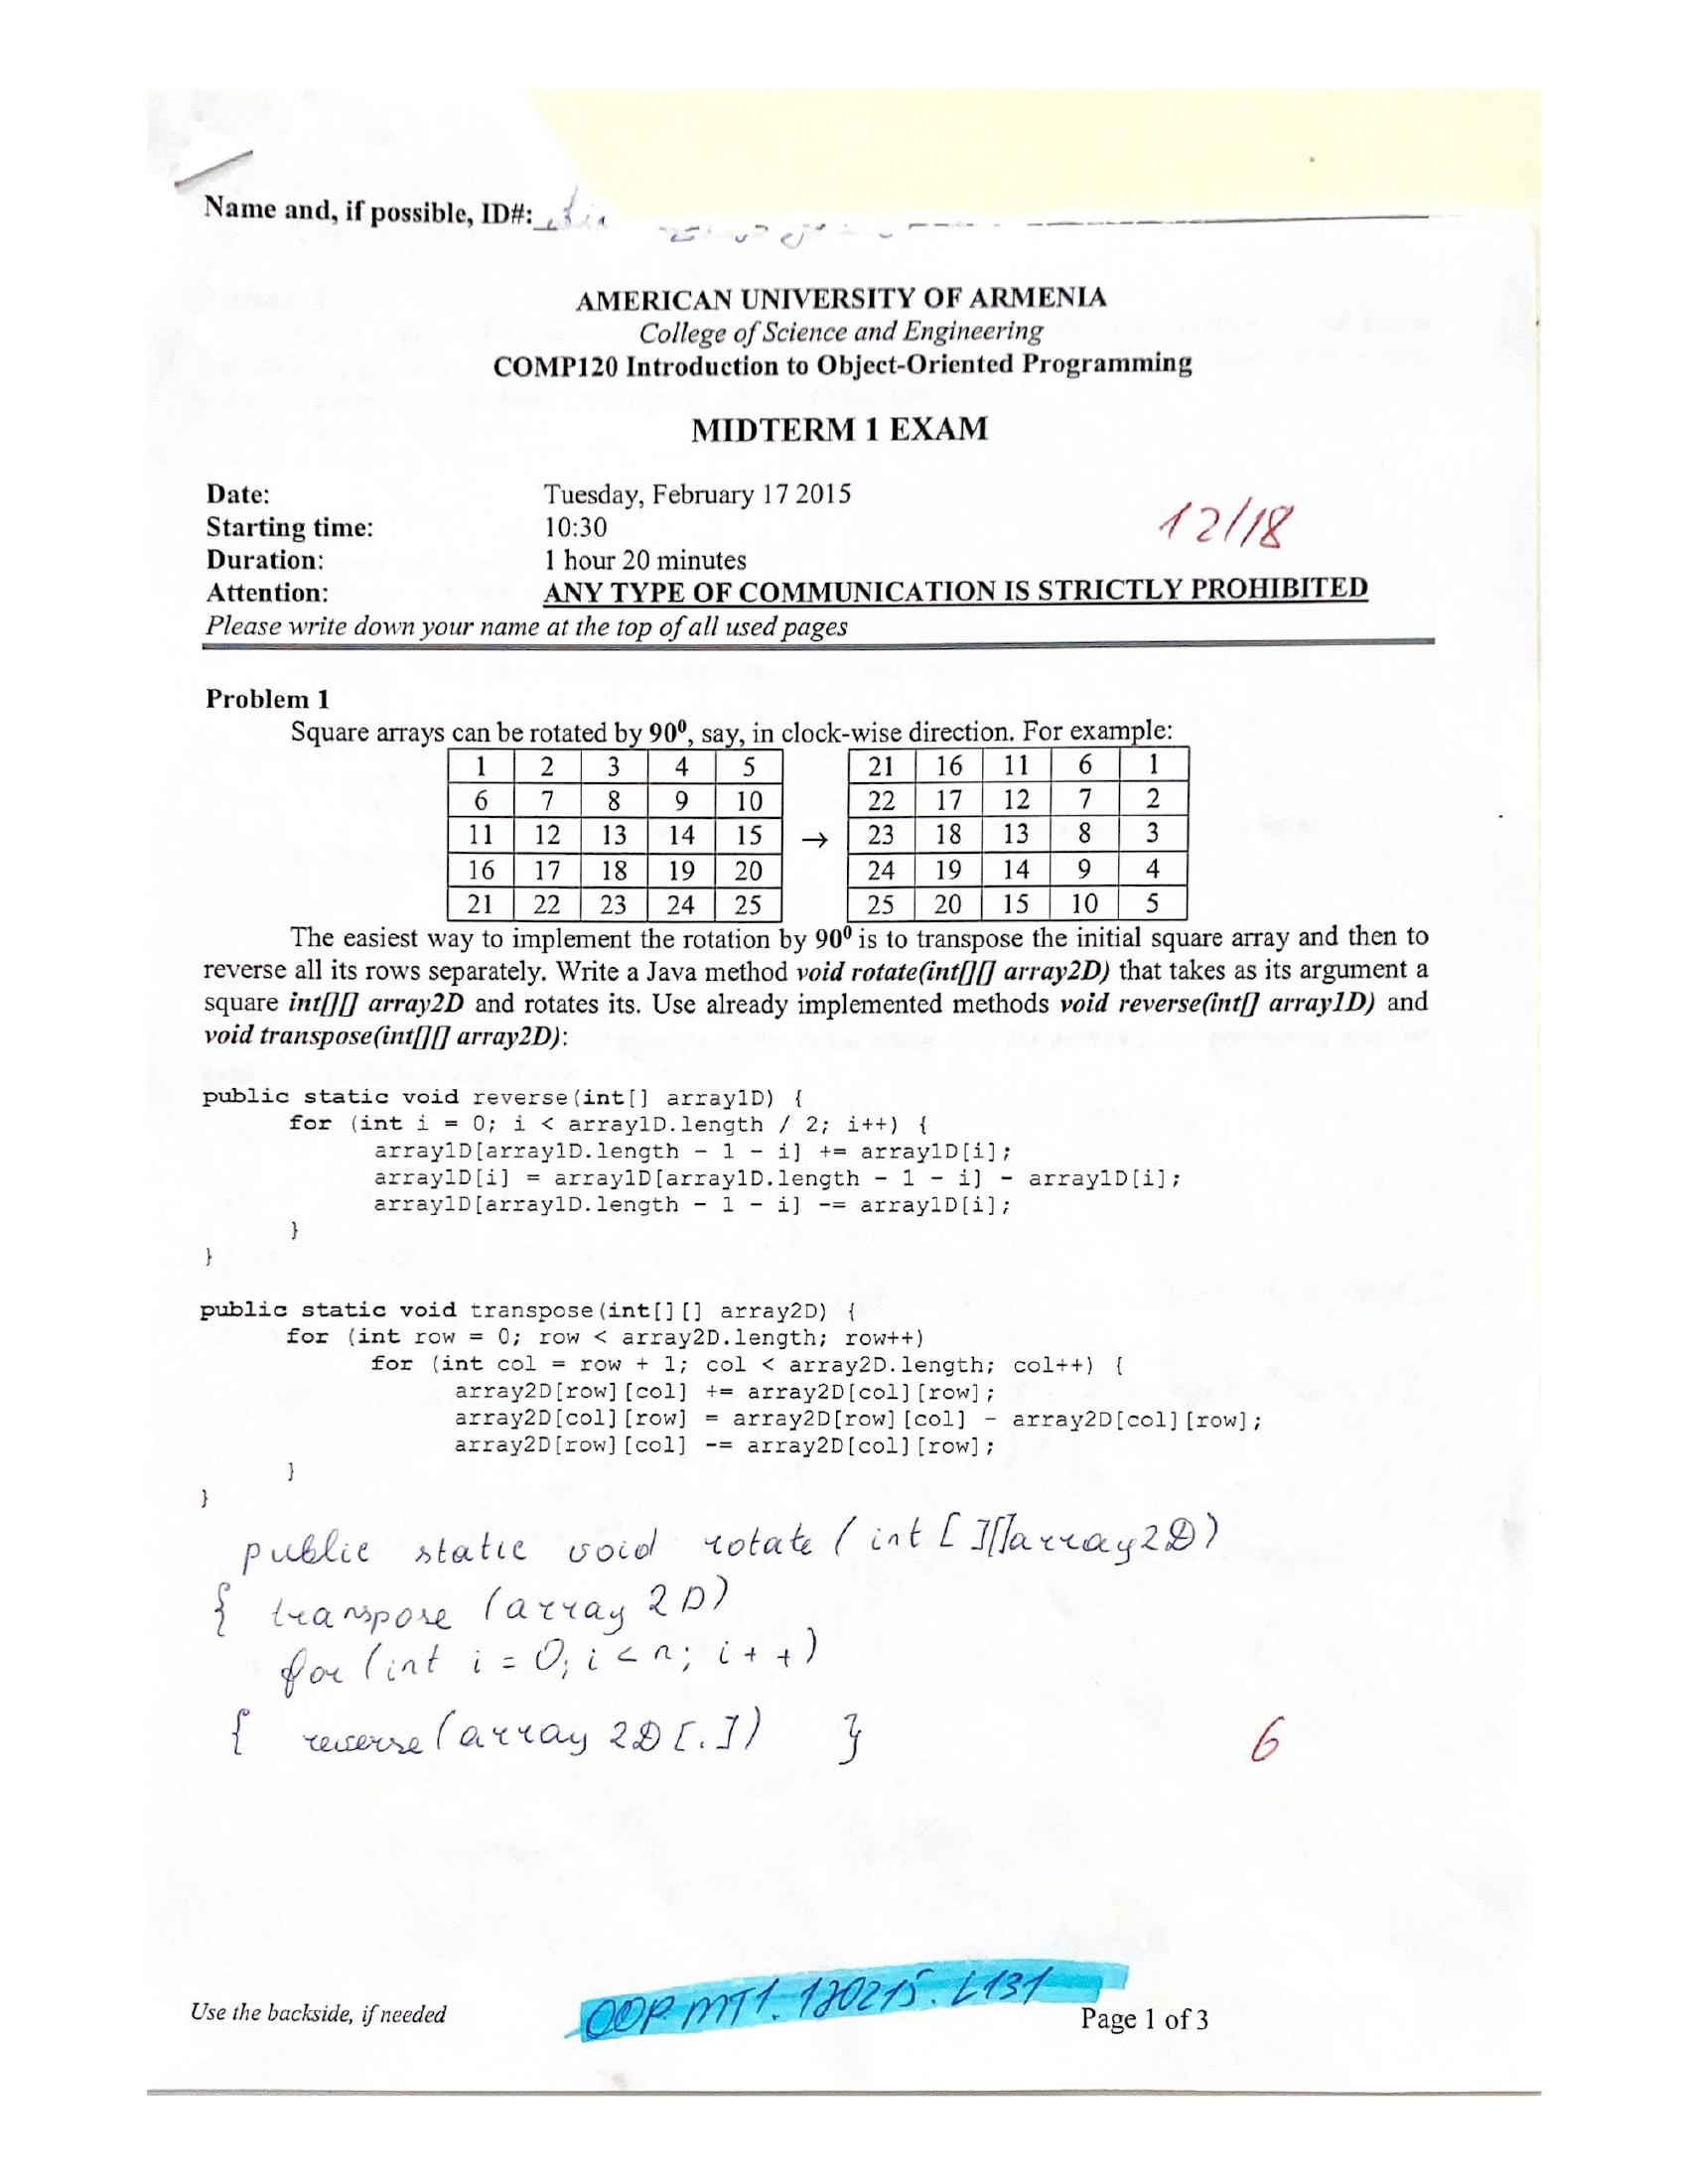 Name and, if possible, ID#:
AMERICAN UNIVERSITY OF ARMENIA
College of Science and Engineering
COMP120 Introduction to Object-Oriented Programming
MIDTERM 1 EXAM
Date: Tuesday, February 17 2015
Starting time: 10:30
12/18
Duration: 1 hour 20 minutes
Attention: ANY TYPE OF COMMUNICATION IS STRICTLY PROHIBITED
Please write down your name at the top of all used pages
Problem 1
Square arrays can be rotated by 90⁰, say, in clock-wise direction. For example:
1 2 3 4 5 21 16 11 6 1
6 7 8 9 10 22 17 12 7 2
11 12 13 14 15 → 23 18 13 8 3
16 17 18 19 20 24 19 14 9 4
21 22 23 24 25 25 20 15 10 5
The easiest way to implement the rotation by 90⁰ is to transpose the initial square array and then to
reverse all its rows separately. Write a Java method void rotate(int[][] array2D) that takes as its argument a
square int[][] array2D and rotates its. Use already implemented methods void reverse(int[] array1D) and
void transpose(int[][] array2D):
public static void reverse(int[] array1D) {
for (int i = 0; i < array1D.length / 2; i++) {
array1D[array1D.length - 1 - i] += array1D[i];
array1D[i] = array1D[array1D.length - 1 - i] - array1D[i];
array1D[array1D.length - 1 - i] -= array1D[i];
}
}
public static void transpose(int[][] array2D) {
for (int row = 0; row < array2D.length; row++)
for (int col = row + 1; col < array2D.length; col++) {
array2D[row][col] += array2D[col][row];
array2D[col][row] = array2D[row][col] - array2D[col][row];
array2D[row][col] -= array2D[col][row];
}
}
public static void rotate (int [][]array2D)
{ transpose (array 2D)
for (int i = 0; i < n; i + +)
{ reverse (array 2D [.]) }
6
Use the backside, if needed
OOP.MT1.170215.L131
Page 1 of 3